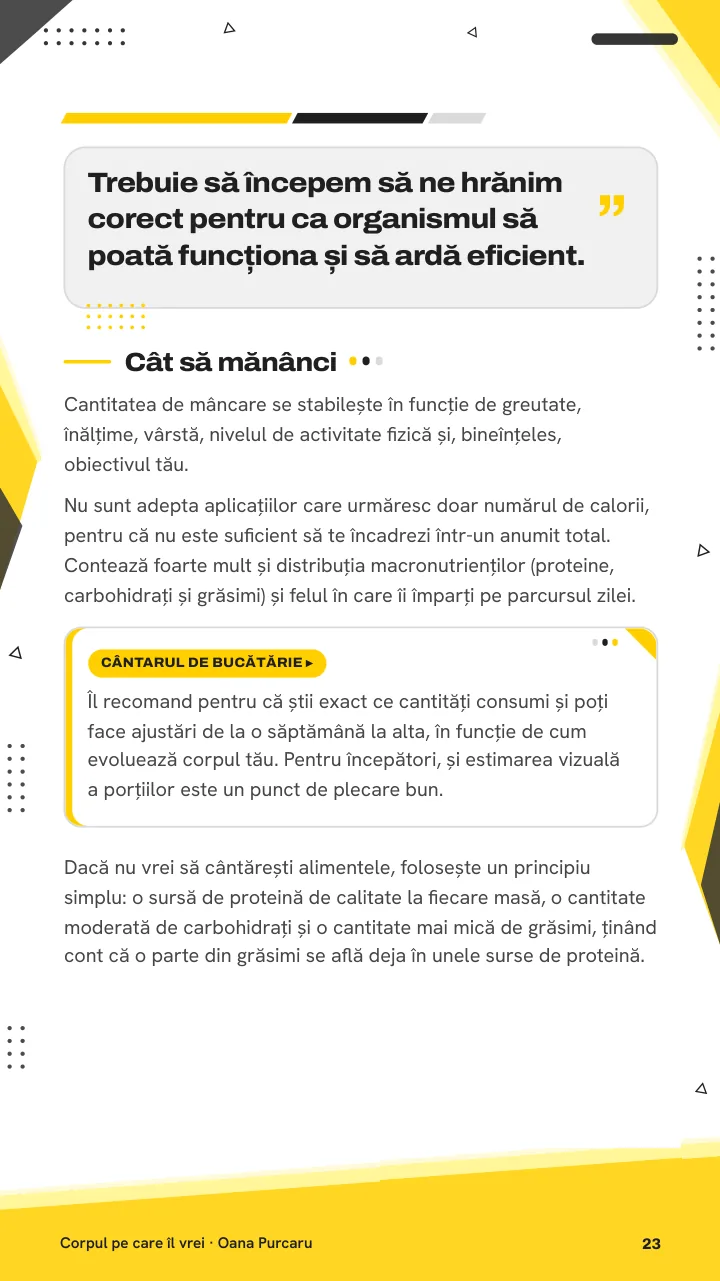 Trebuie să începem să ne hrănim
corect pentru ca organismul să
poată funcționa și să ardă eficient.
”
Cât să mănânci
Cantitatea de mâncare se stabilește în funcție de greutate,
înălțime, vârstă, nivelul de activitate fizică și, bineînțeles,
obiectivul tău.
Nu sunt adepta aplicațiilor care urmăresc doar numărul de calorii,
pentru că nu este suficient să te încadrezi într-un anumit total.
Contează foarte mult și distribuția macronutrienților (proteine,
carbohidrați și grăsimi) și felul în care îi împarți pe parcursul zilei.
CÂNTARUL DE BUCĂTĂRIE ▸
Îl recomand pentru că știi exact ce cantități consumi și poți
face ajustări de la o săptămână la alta, în funcție de cum
evoluează corpul tău. Pentru începători, și estimarea vizuală
a porțiilor este un punct de plecare bun.
Dacă nu vrei să cântărești alimentele, folosește un principiu
simplu: o sursă de proteină de calitate la fiecare masă, o cantitate
moderată de carbohidrați și o cantitate mai mică de grăsimi, ținând
cont că o parte din grăsimi se află deja în unele surse de proteină.
Corpul pe care îl vrei · Oana Purcaru
23